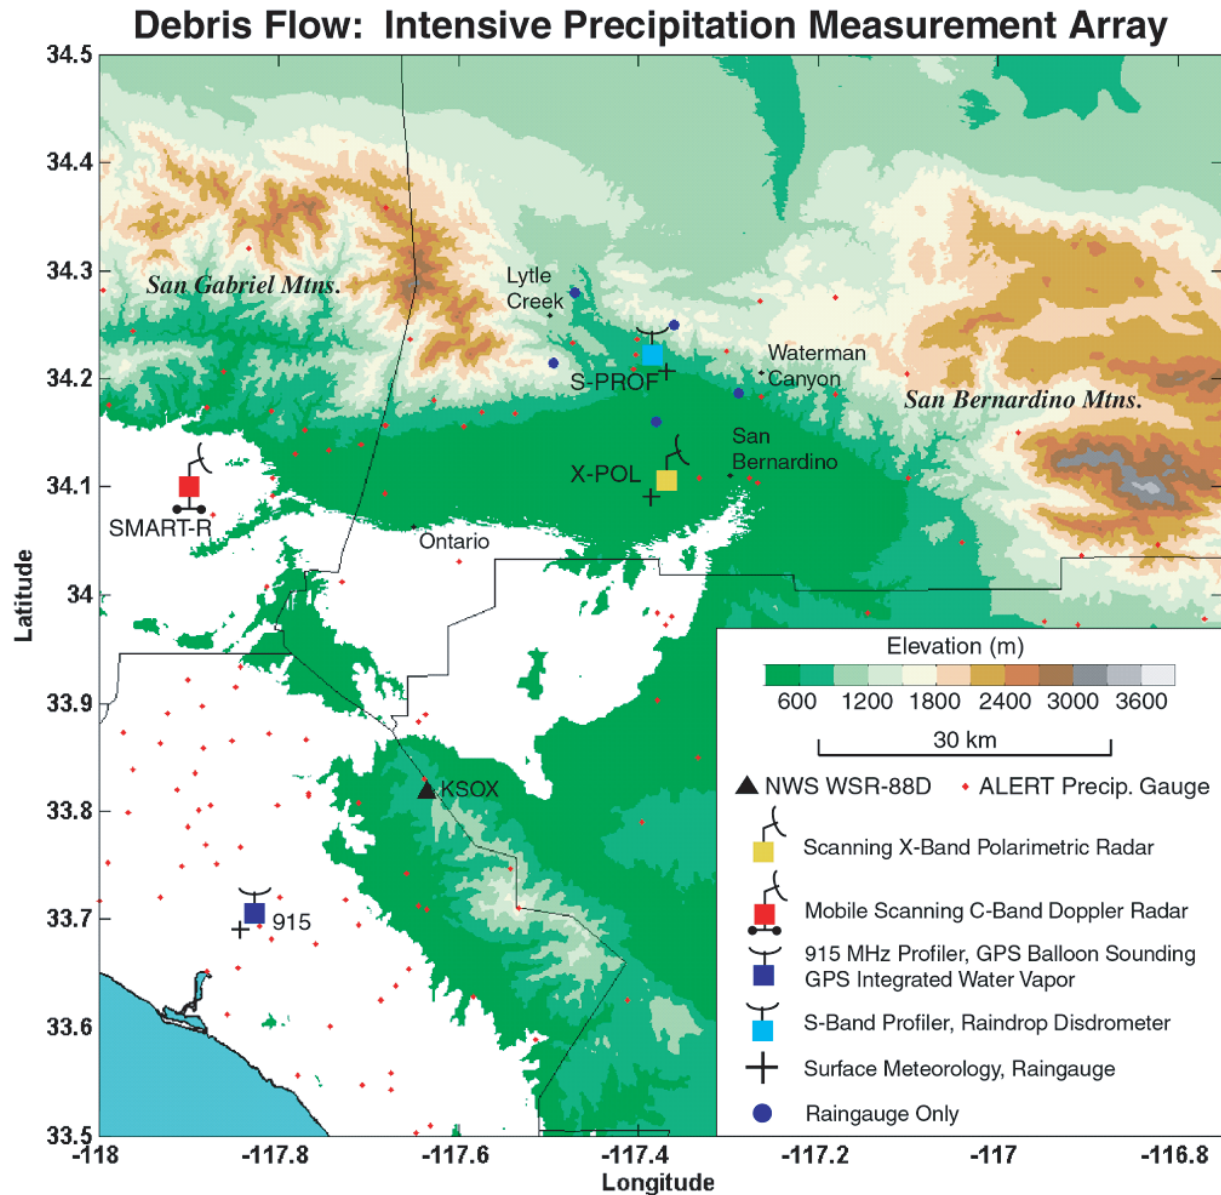 Debris Flow: Intensive Precipitation Measurement Array
34.5
34.4
34.3
34.2
34.1
34
33.9
33.8
33.7
33.6
33.5
Latitude
San Gabriel Mtns.
Lytle
Creek
S-PROF
Waterman
Canyon
San Bernardino Mtns.
San
Bernardino
X-POL
SMART-R
Ontario
KSOX
915
Elevation (m)
600 1200 1800 2400 3000 3600
30 km
NWS WSR-88D
ALERT Precip. Gauge
Scanning X-Band Polarimetric Radar
Mobile Scanning C-Band Doppler Radar
915 MHz Profiler, GPS Balloon Sounding
GPS Integrated Water Vapor
S-Band Profiler, Raindrop Disdrometer
Surface Meteorology, Raingauge
Raingauge Only
-118 -117.8 -117.6 -117.4 -117.2 -117 -116.8
Longitude